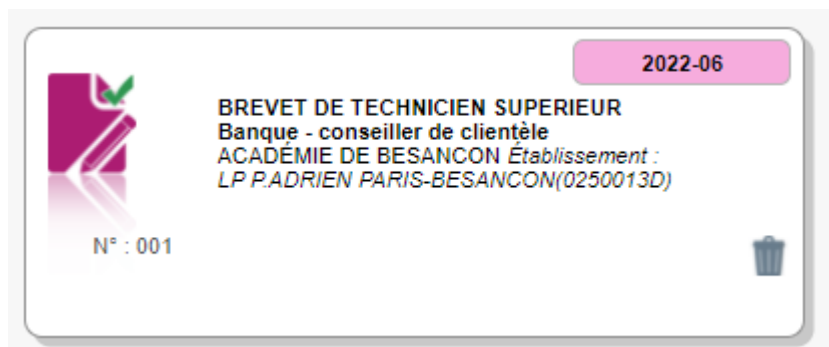 2022-06
BREVET DE TECHNICIEN SUPERIEUR
Banque - conseiller de clientèle
ACADÉMIE DE BESANCON Établissement :
LP P.ADRIEN PARIS-BESANCON(0250013D)
N° : 001